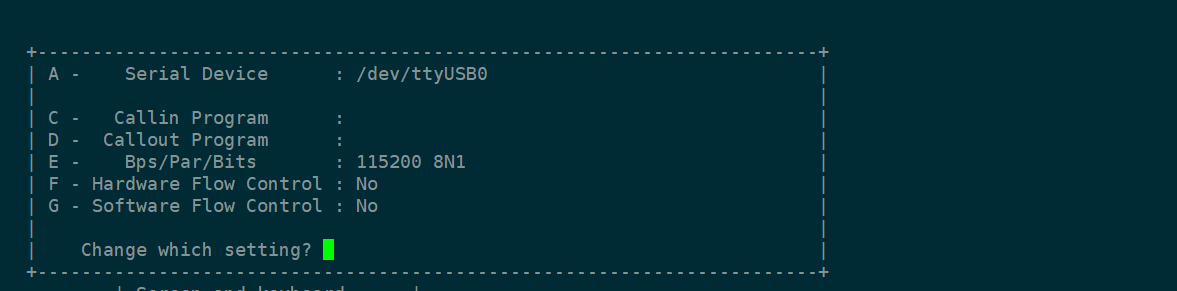 +-----------------------------------------------------------------------+
| A -    Serial Device      : /dev/ttyUSB0                              |
|                                                                       |
| C -   Callin Program      :                                           |
| D -  Callout Program      :                                           |
| E -    Bps/Par/Bits       : 115200 8N1                                |
| F - Hardware Flow Control : No                                        |
| G - Software Flow Control : No                                        |
|                                                                       |
|    Change which setting?                                              |
+-----------------------------------------------------------------------+
        | Screen and keyboard      |